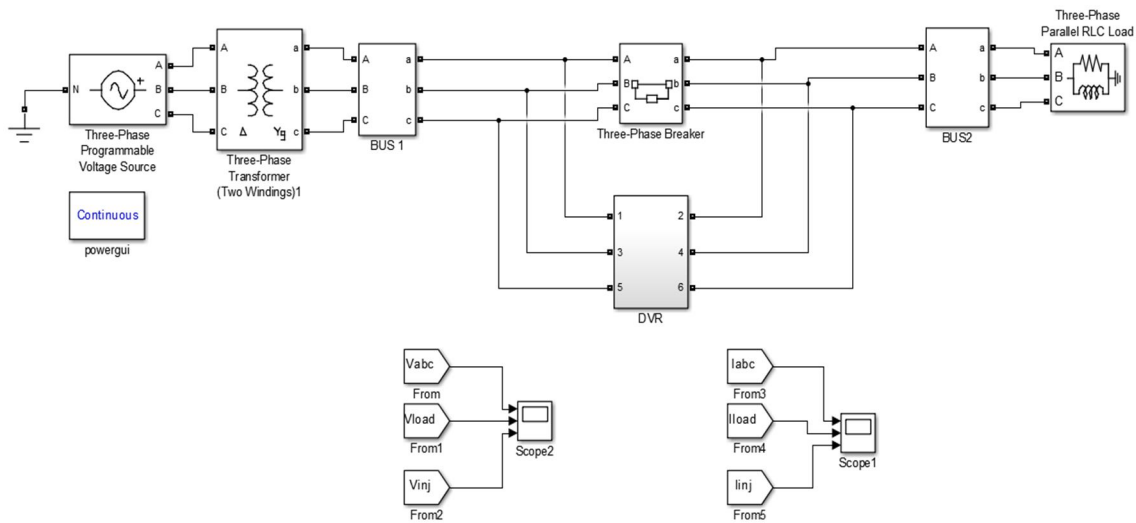 Three-Phase
Parallel RLC Load
N
A
B
C
Three-Phase
Programmable
Voltage Source
A
B
C
a
b
c
Δ
Yg
Three-Phase
Transformer
(Two Windings)1
A
B
C
a
b
c
BUS 1
A
B
C
a
b
c
Three-Phase Breaker
A
B
C
a
b
c
BUS2
A
B
C
Continuous
powergui
1
3
5
2
4
6
DVR
Vabc
From
Vload
From1
Vinj
From2
Scope2
Iabc
From3
Iload
From4
Iinj
From5
Scope1